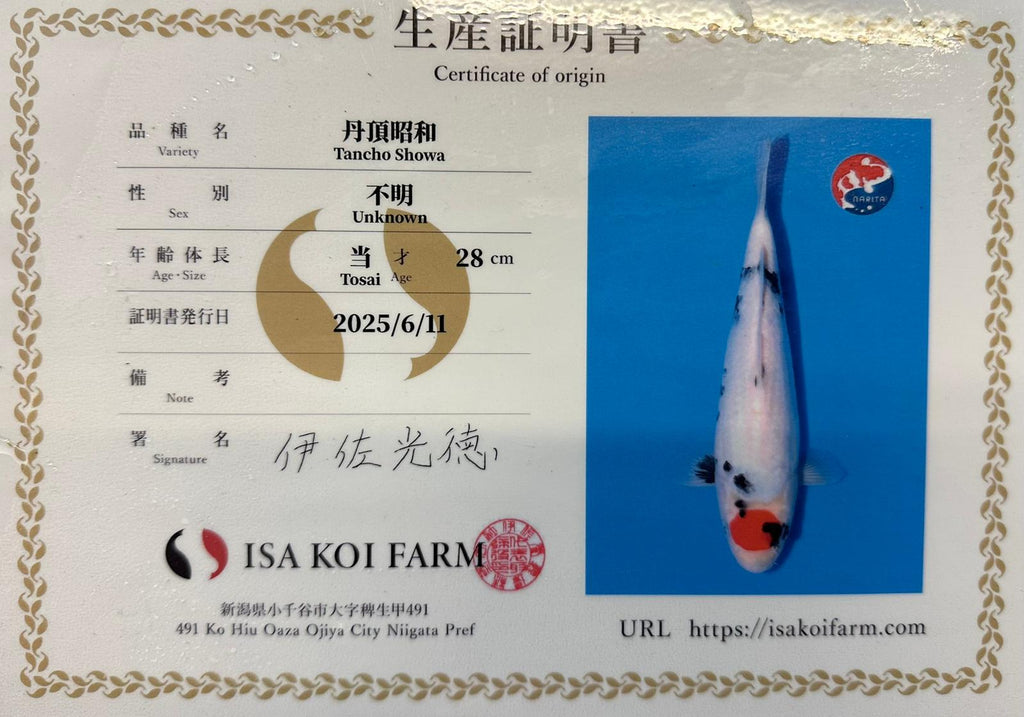 生産証明書
Certificate of origin
品種名 丹頂昭和
Variety Tancho Showa
性別 不明
Sex Unknown
年齢体長 当才 28 cm
Age・Size Tosai Age
証明書発行日 2025/6/11
備考
Note
署名 伊佐光徳
Signature
NARITA
ISA KOI FARM
新潟県小千谷市大字稗生甲491
491 Ko Hiu Oaza Ojiya City Niigata Pref
URL https://isakoifarm.com